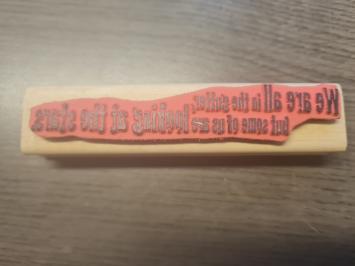 We are all in the gutter,
but some of us are looking at the stars